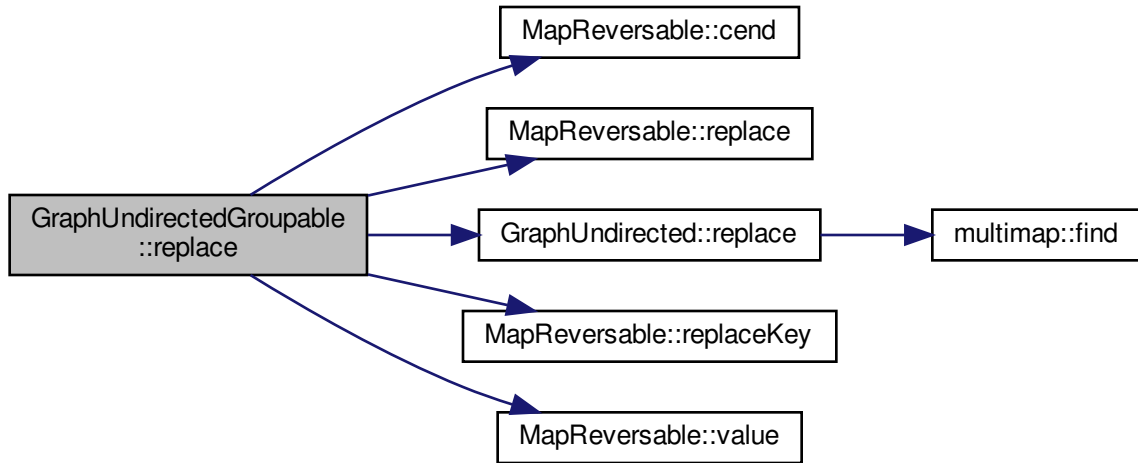 MapReversable::cend
MapReversable::replace
GraphUndirectedGroupable
::replace
GraphUndirected::replace
multimap::find
MapReversable::replaceKey
MapReversable::value